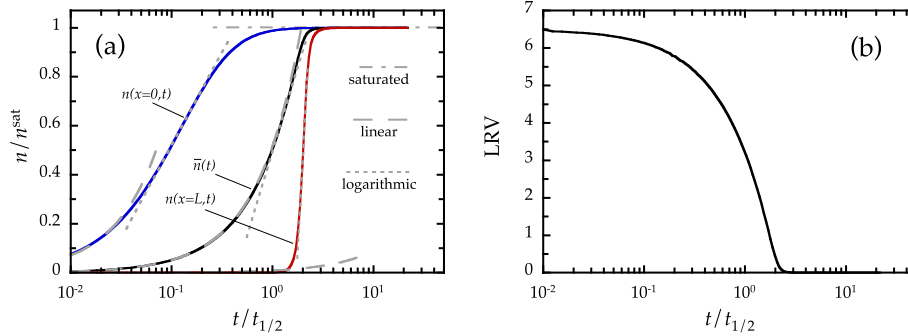 1
0.8
0.6
0.4
0.2
0
n / n^sat
(a)
n(x=0,t)
n̄(t)
n(x=L,t)
saturated
linear
logarithmic
10^-2
10^-1
10^0
10^1
t / t_1/2
7
6
5
4
3
2
1
0
LRV
(b)
10^-2
10^-1
10^0
10^1
t / t_1/2